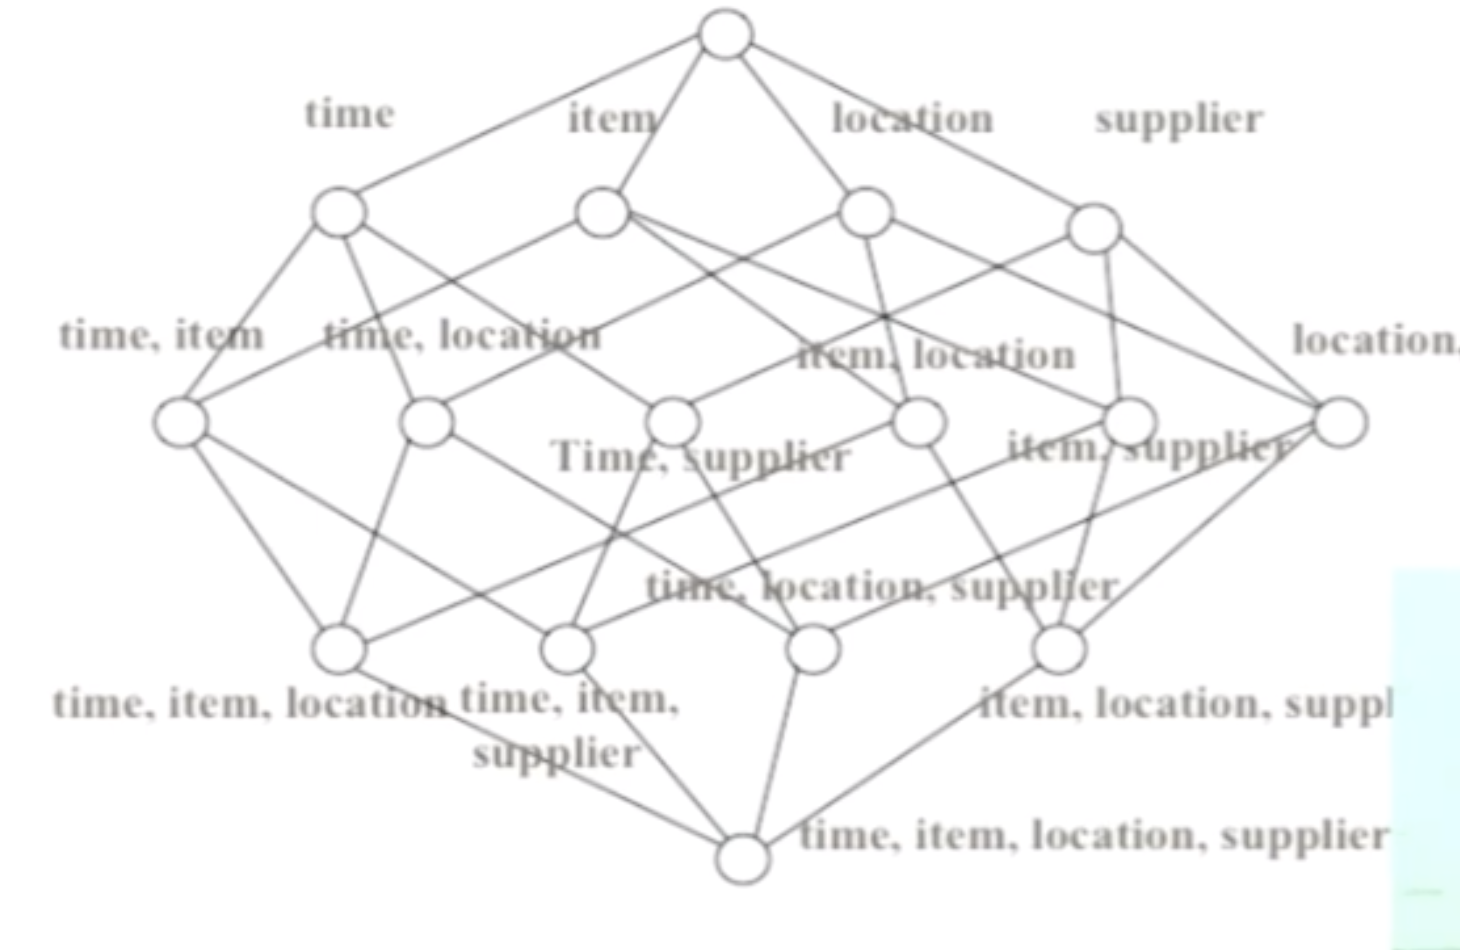 time
item
location
supplier
time, item
time, location
item, location
location,
Time, supplier
item, supplier
time, location, supplier
time, item, location
time, item,
supplier
item, location, suppl
time, item, location, supplier